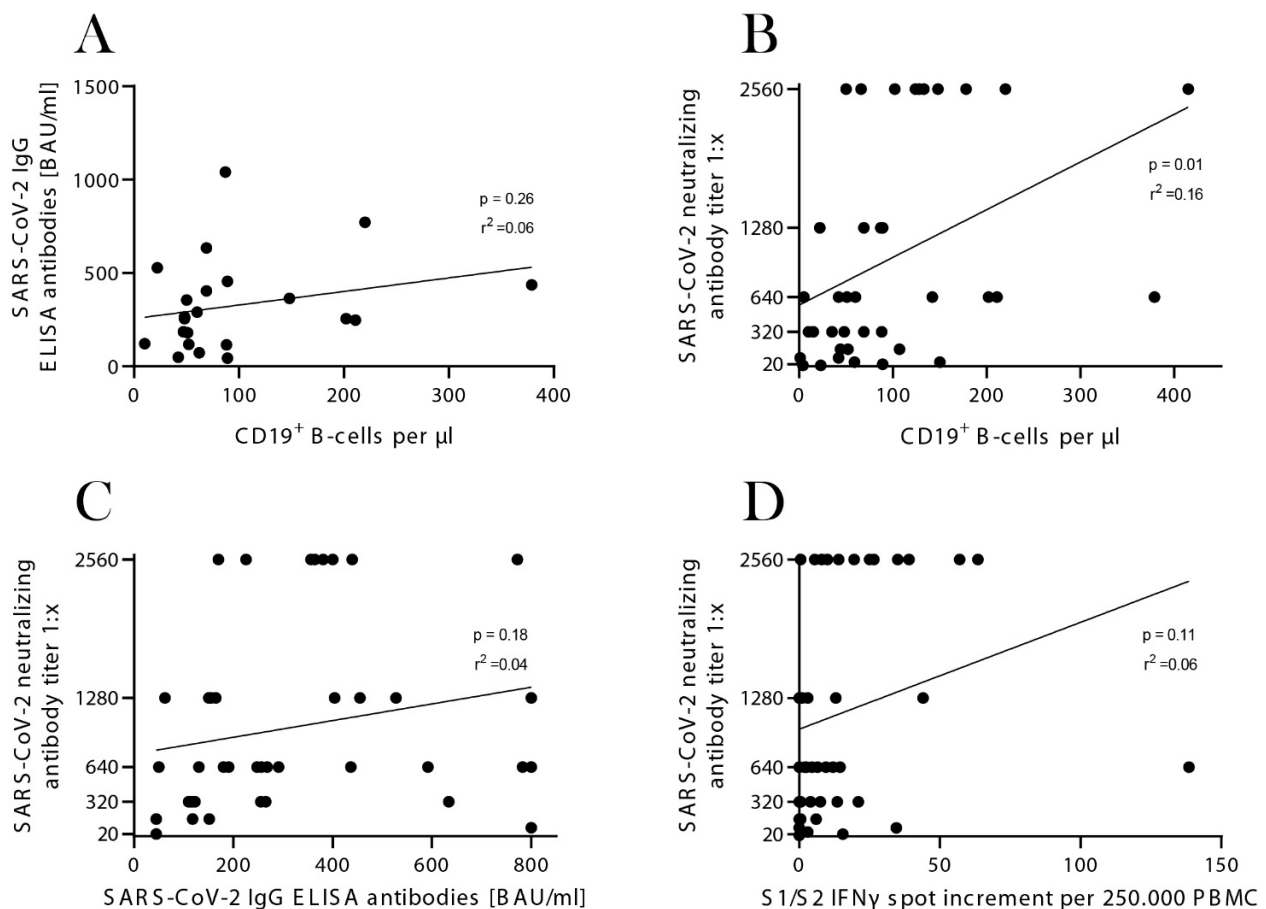 A
SARS-CoV-2 IgG
ELISA antibodies [BAU/ml]
1500
1000
500
0
p = 0.26
r² =0.06
0 100 200 300 400
CD19⁺ B-cells per µl
B
SARS-CoV-2 neutralizing
antibody titer 1:x
2560
1280
640
320
20
p = 0.01
r² =0.16
0 100 200 300 400
CD19⁺ B-cells per µl
C
SARS-CoV-2 neutralizing
antibody titer 1:x
2560
1280
640
320
20
p = 0.18
r² =0.04
0 200 400 600 800
SARS-CoV-2 IgG ELISA antibodies [BAU/ml]
D
SARS-CoV-2 neutralizing
antibody titer 1:x
2560
1280
640
320
20
p = 0.11
r² =0.06
0 50 100 150
S1/S2 IFNγ spot increment per 250.000 PBMC